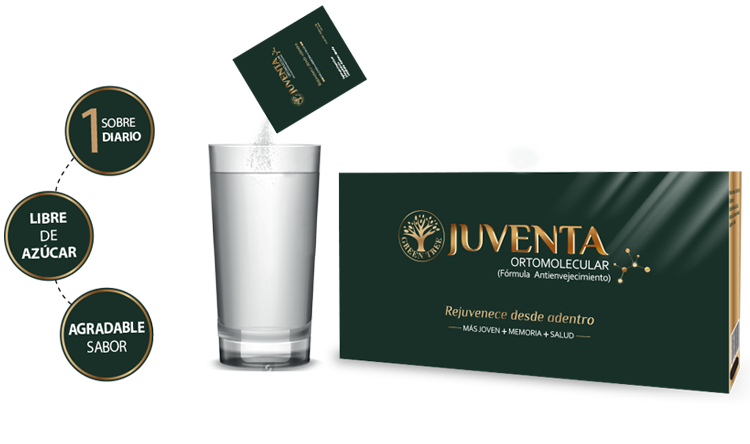 1 SOBRE
DIARIO
LIBRE
DE
AZÚCAR
AGRADABLE
SABOR
JUVENTA
GREEN TREE
JUVENTA
ORTOMOLECULAR
(Fórmula Antienvejecimiento)
Rejuvenece desde adentro
MÁS JOVEN + MEMORIA + SALUD